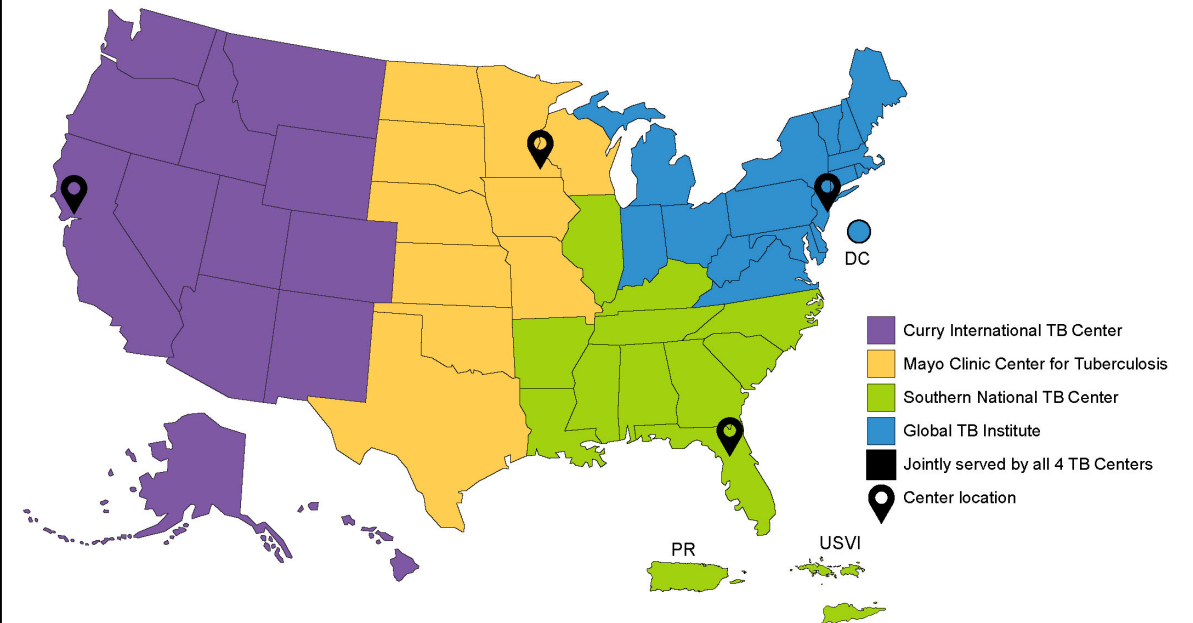 DC
Curry International TB Center
Mayo Clinic Center for Tuberculosis
Southern National TB Center
Global TB Institute
Jointly served by all 4 TB Centers
Center location
PR
USVI